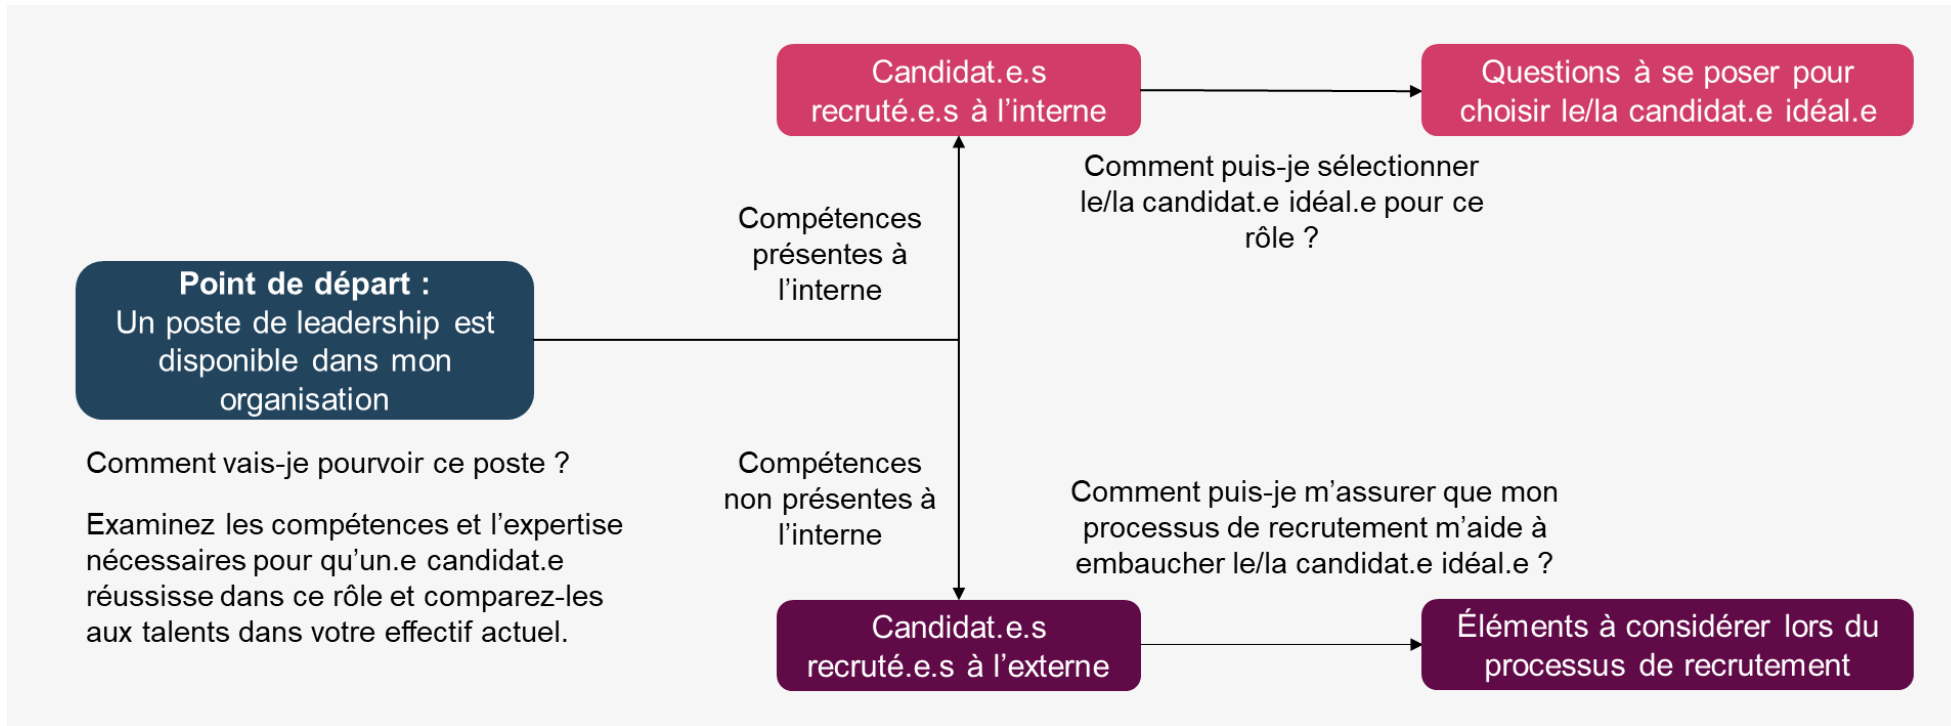 Candidat.e.s
recruté.e.s à l’interne
Questions à se poser pour
choisir le/la candidat.e idéal.e
Comment puis-je sélectionner
le/la candidat.e idéal.e pour ce
rôle ?
Compétences
présentes à
l’interne
Point de départ :
Un poste de leadership est
disponible dans mon
organisation
Comment vais-je pourvoir ce poste ?
Examinez les compétences et l’expertise
nécessaires pour qu’un.e candidat.e
réussisse dans ce rôle et comparez-les
aux talents dans votre effectif actuel.
Compétences
non présentes à
l’interne
Comment puis-je m’assurer que mon
processus de recrutement m’aide à
embaucher le/la candidat.e idéal.e ?
Candidat.e.s
recruté.e.s à l’externe
Éléments à considérer lors du
processus de recrutement